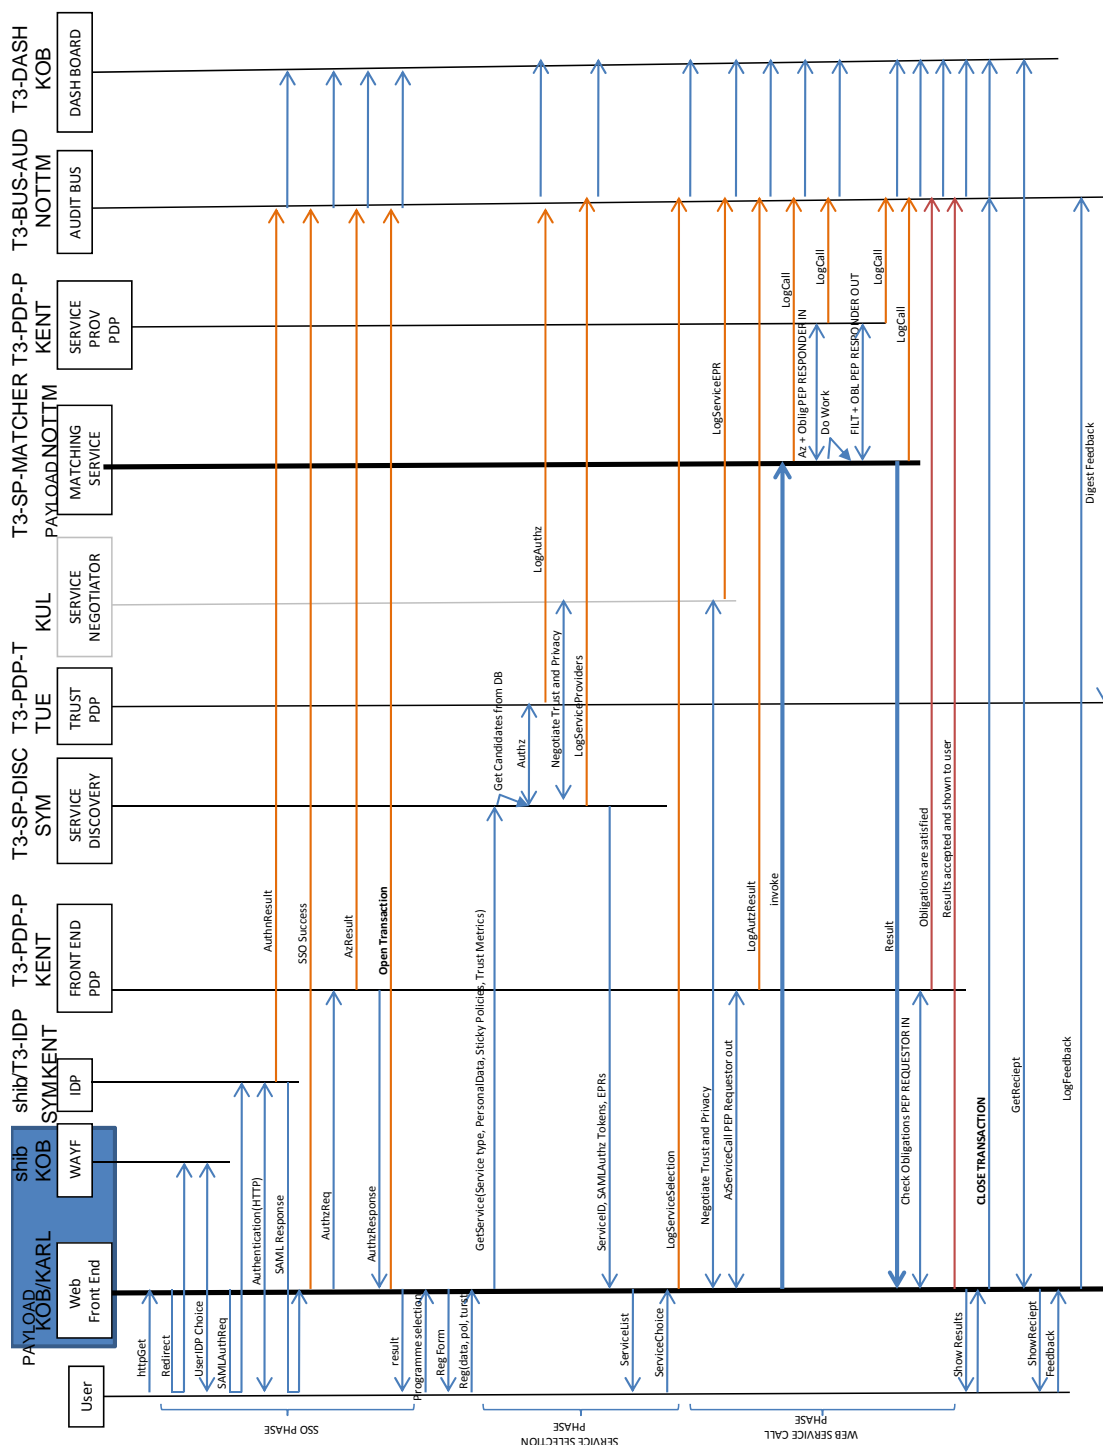 T3-DASH
KOB
DASH BOARD
T3-BUS-AUD
NOTTM
AUDIT BUS
T3-PDP-P
KENT
SERVICE
PROV
PDP
T3-SP-MATCHER
PAYLOAD NOTTM
MATCHING
SERVICE
KUL
SERVICE
NEGOTIATOR
T3-PDP-T
TUE
TRUST
PDP
T3-SP-DISC
SYM
SERVICE
DISCOVERY
T3-PDP-P
KENT
FRONT END
PDP
shib/T3-IDP
SYMKENT
IDP
shib
KOB
WAYF
PAYLOAD
KOB/KARL
Web
Front End
User
httpGet
Redirect
UserIDP Choice
SAMLAuthReq
Authentication(HTTP)
SAML Response
AuthnResult
SSO Success
AuthzReq
AzResult
AuthzResponse
Open Transaction
result
Programme selection
Reg Form
Reg(data, pol, turst
GetService(Service type, PersonalData, Sticky Policies, Trust Metrics)
Get Candidates from DB
Authz
LogAuthz
Negotiate Trust and Privacy
LogServiceProviders
ServiceID, SAMLAuthz Tokens, EPRs
ServiceList
ServiceChoice
LogServiceSelection
Negotiate Trust and Privacy
LogServiceEPR
AzServiceCall PEP Requestor out
LogAutzResult
invoke
LogCall
Az + Oblig PEP RESPONDER IN
Do Work
LogCall
FILT + OBL PEP RESPONDER OUT
LogCall
Result
LogCall
Check Obligations PEP REQUESTOR IN
Obligations are satisfied
Results accepted and shown to user
Show Results
CLOSE TRANSACTION
GetReciept
ShowReciept
Feedback
LogFeedback
Digest Feedback
SSO PHASE
SERVICE SELECTION
PHASE
WEB SERVICE CALL
PHASE